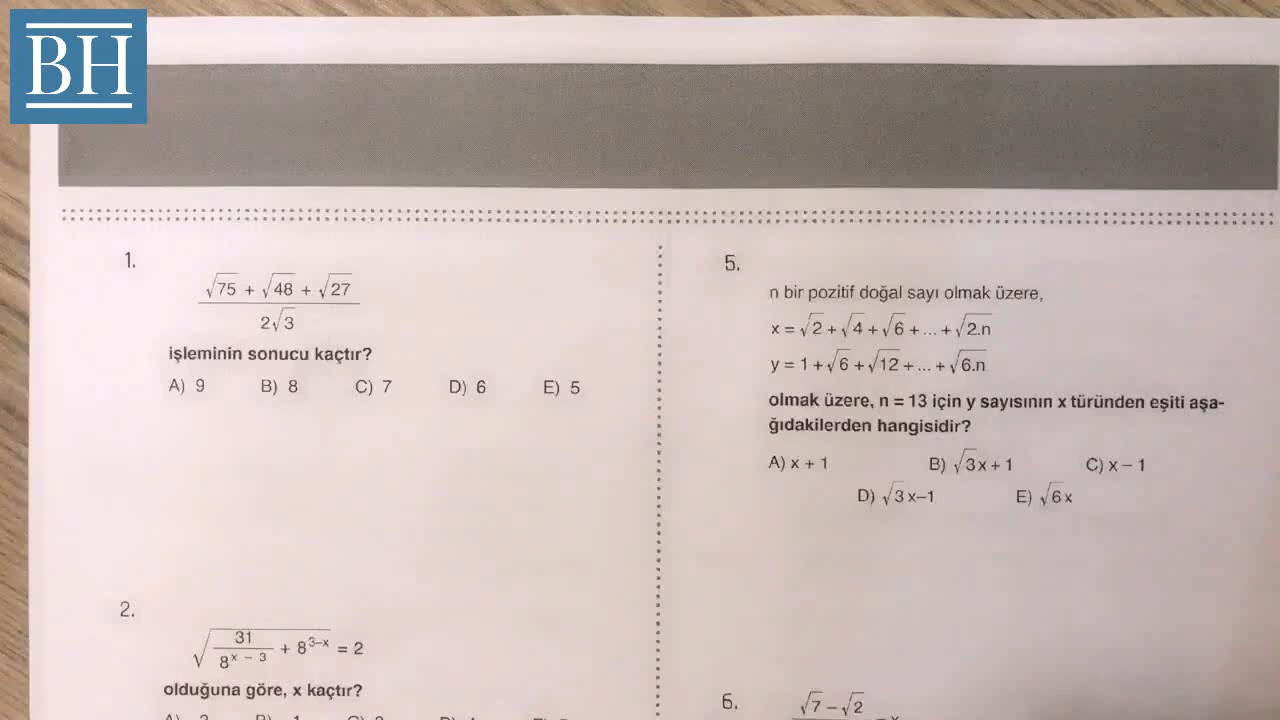 BH
1.
√75 + √48 + √27
2√3
işleminin sonucu kaçtır?
A) 9 B) 8 C) 7 D) 6 E) 5
2.
√(31/8^(x − 3) + 8^(3−x)) = 2
olduğuna göre, x kaçtır?
5.
n bir pozitif doğal sayı olmak üzere,
x = √2 + √4 + √6 + ... + √2.n
y = 1 + √6 + √12 + ... + √6.n
olmak üzere, n = 13 için y sayısının x türünden eşiti aşa-
ğıdakilerden hangisidir?
A) x + 1 B) √3x + 1 C) x − 1
D) √3x−1 E) √6x
6.
√7 − √2